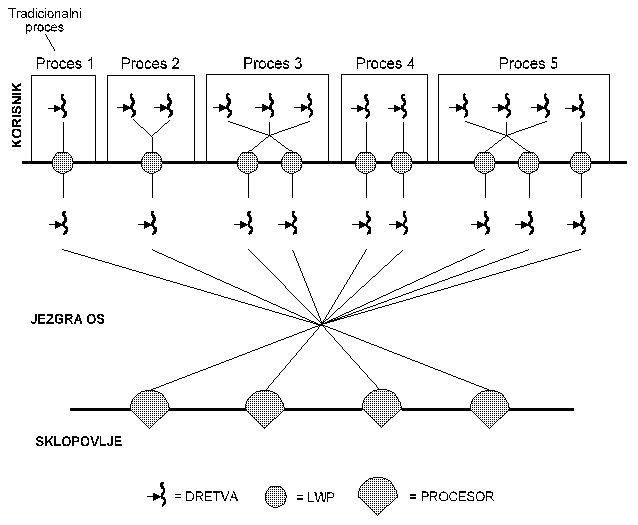 Tradicionalni
proces
Proces 1
Proces 2
Proces 3
Proces 4
Proces 5
KORISNIK
JEZGRA OS
SKLOPOVLJE
= DRETVA
= LWP
= PROCESOR